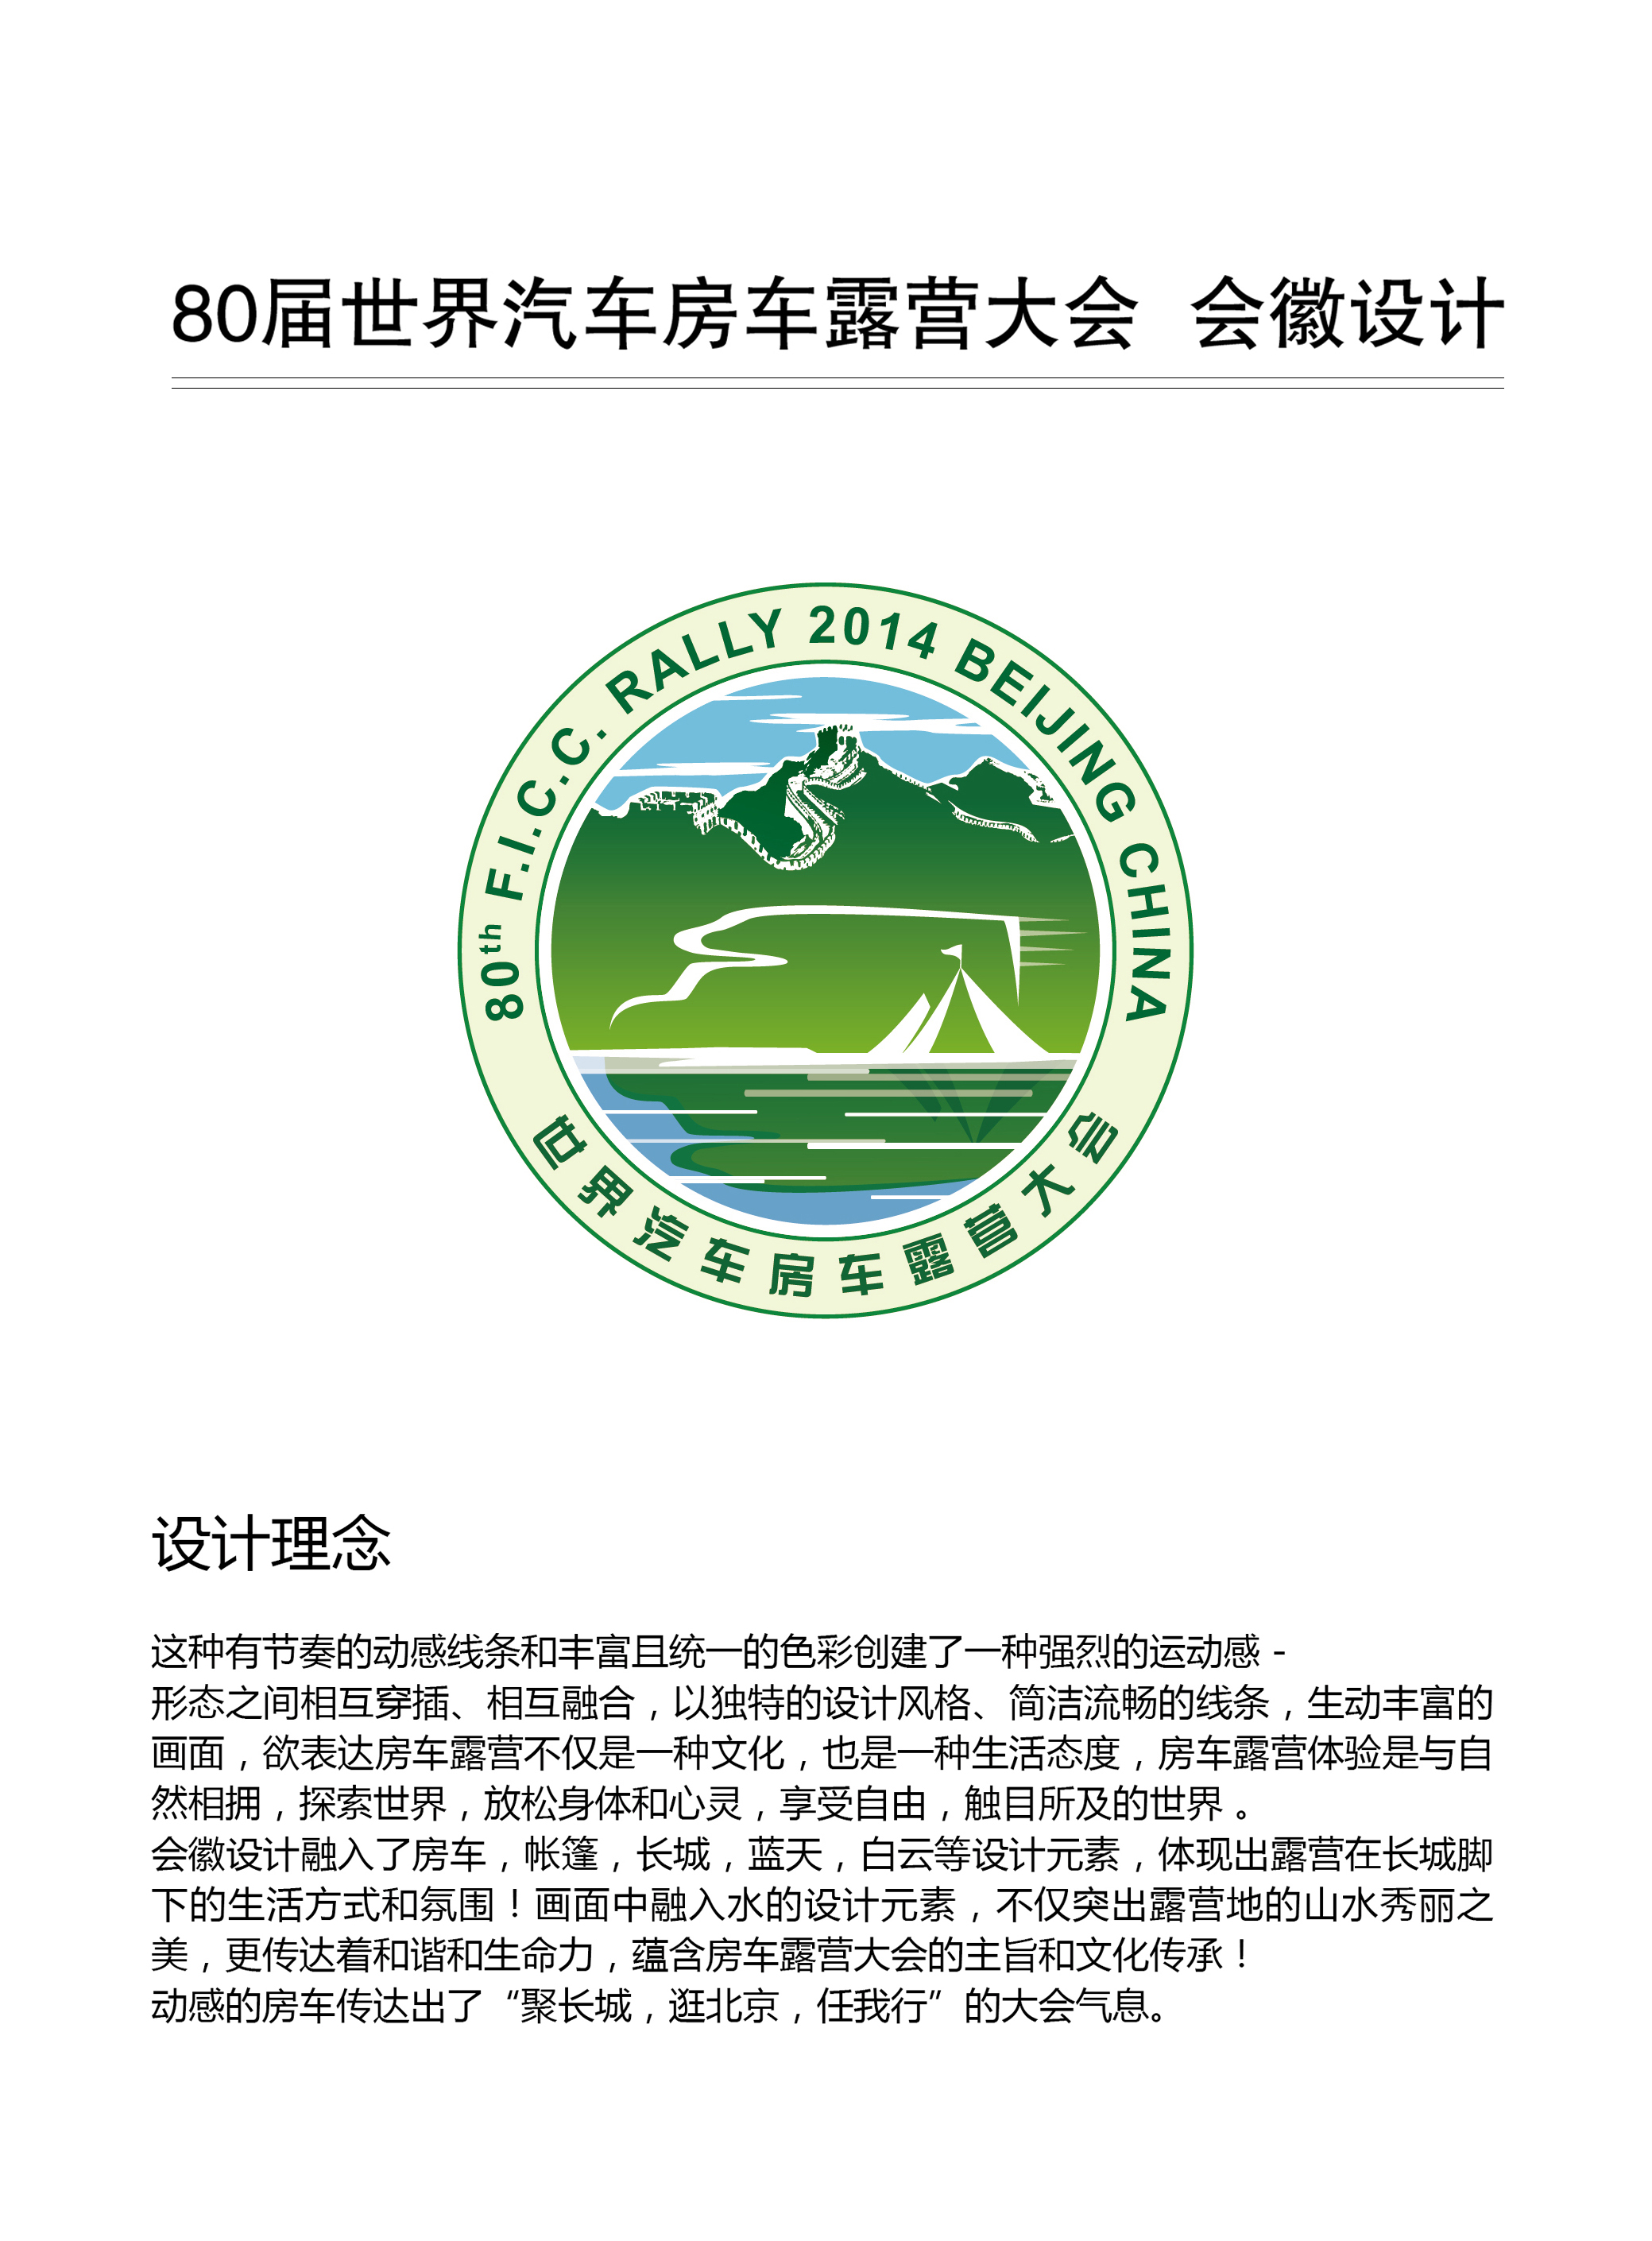 80届世界汽车房车露营大会 会徽设计
80th F.I.C.C. RALLY 2014 BEIJING CHINA
世界汽车房车露营大会
设计理念
这种有节奏的动感线条和丰富且统一的色彩创建了一种强烈的运动感 -
形态之间相互穿插、相互融合，以独特的设计风格、简洁流畅的线条，生动丰富的
画面，欲表达房车露营不仅是一种文化，也是一种生活态度，房车露营体验是与自
然相拥，探索世界，放松身体和心灵，享受自由，触目所及的世界 。
会徽设计融入了房车，帐篷，长城，蓝天，白云等设计元素，体现出露营在长城脚
下的生活方式和氛围！画面中融入水的设计元素，不仅突出露营地的山水秀丽之
美，更传达着和谐和生命力，蕴含房车露营大会的主旨和文化传承！
动感的房车传达出了“聚长城，逛北京，任我行”的大会气息。